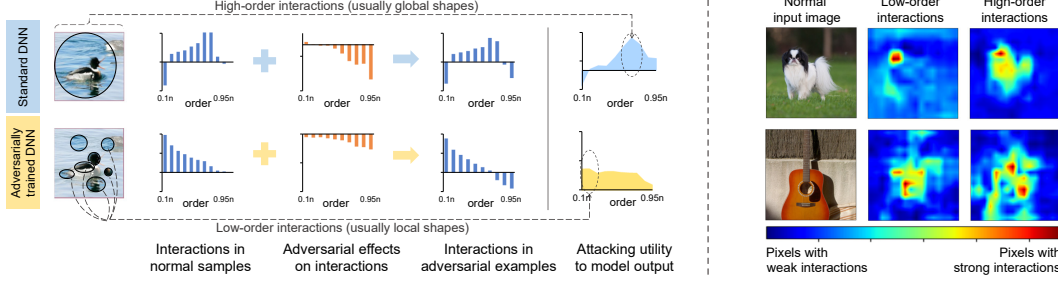 High-order interactions (usually global shapes)
Standard DNN
0.1n
0.95n
order
0.1n
0.95n
order
0.1n
0.95n
order
0.1n
0.95n
order
Adversarially
trained DNN
0.1n
0.95n
order
0.1n
0.95n
order
0.1n
0.95n
order
0.1n
0.95n
order
Low-order interactions (usually local shapes)
Interactions in
normal samples
Adversarial effects
on interactions
Interactions in
adversarial examples
Attacking utility
to model output
Normal
input image
Low-order
interactions
High-order
interactions
Pixels with
weak interactions
Pixels with
strong interactions